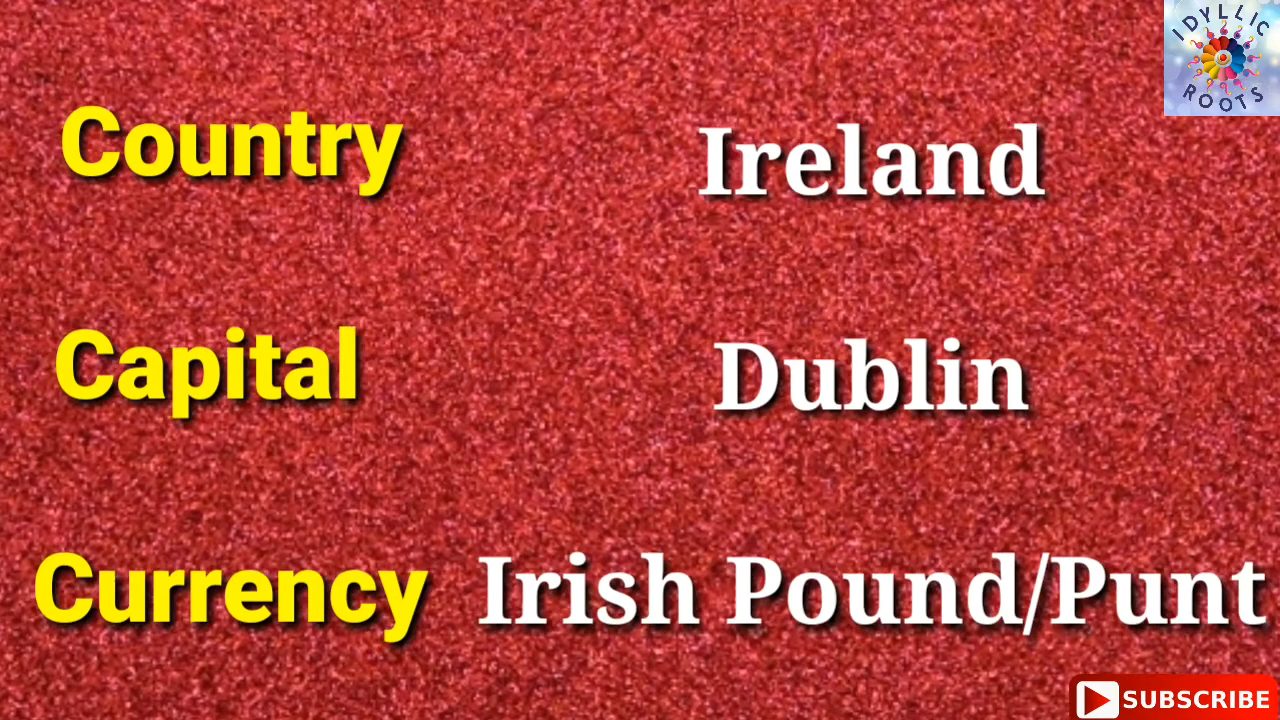 IDYLLIC
ROOTS
Country Ireland
Capital Dublin
Currency Irish Pound/Punt
SUBSCRIBE